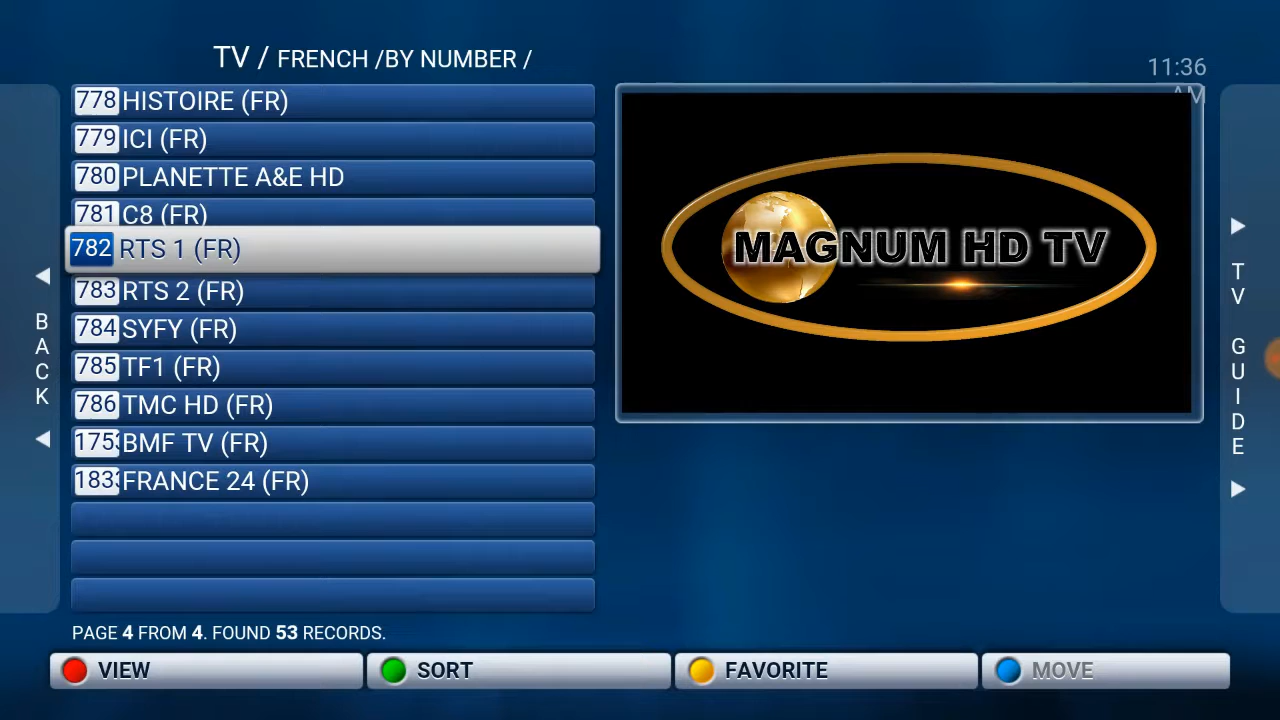 TV / FRENCH /BY NUMBER /
11:36
AM
778 HISTOIRE (FR)
779 ICI (FR)
780 PLANETTE A&E HD
781 C8 (FR)
782 RTS 1 (FR)
783 RTS 2 (FR)
784 SYFY (FR)
785 TF1 (FR)
786 TMC HD (FR)
BMF TV (FR)
FRANCE 24 (FR)
MAGNUM HD TV
BACK
TV GUIDE
PAGE 4 FROM 4. FOUND 53 RECORDS.
VIEW
SORT
FAVORITE
MOVE